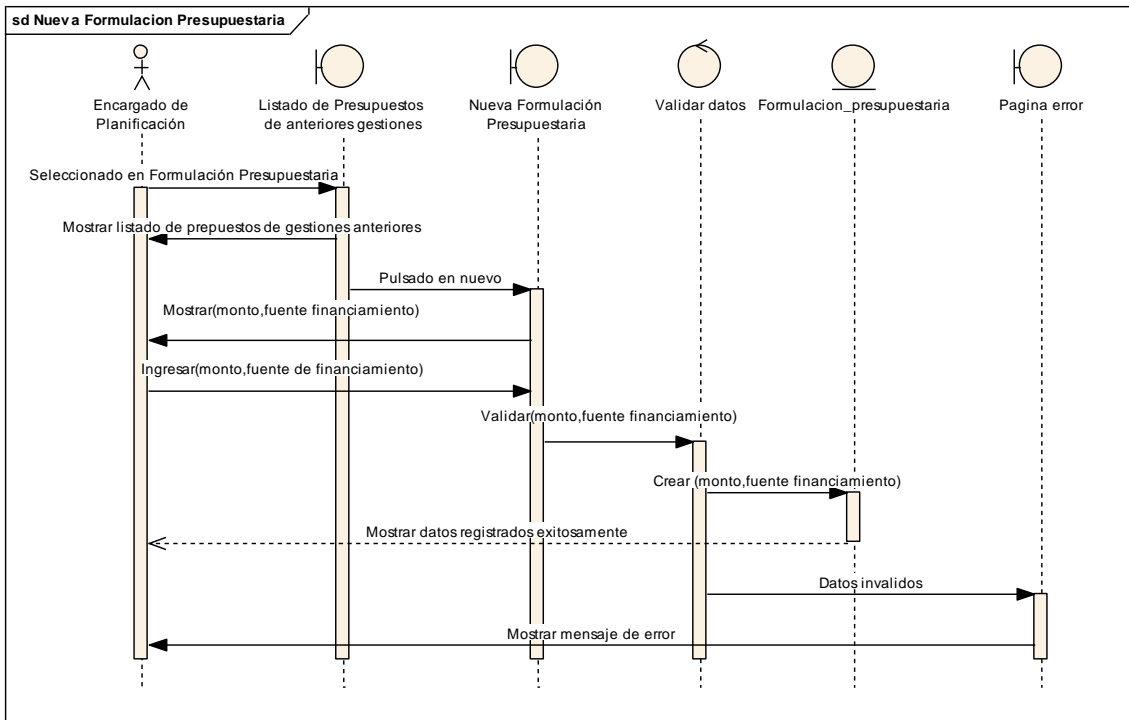 sd Nueva Formulacion Presupuestaria
Encargado de
Planificación
Listado de Presupuestos
de anteriores gestiones
Nueva Formulación
Presupuestaria
Validar datos
Formulacion_presupuestaria
Pagina error
Seleccionado en Formulación Presupuestaria
Mostrar listado de prepuestos de gestiones anteriores
Pulsado en nuevo
Mostrar(monto,fuente financiamiento)
Ingresar(monto,fuente de financiamiento)
Validar(monto,fuente financiamiento)
Crear (monto,fuente financiamiento)
Mostrar datos registrados exitosamente
Datos invalidos
Mostrar mensaje de error